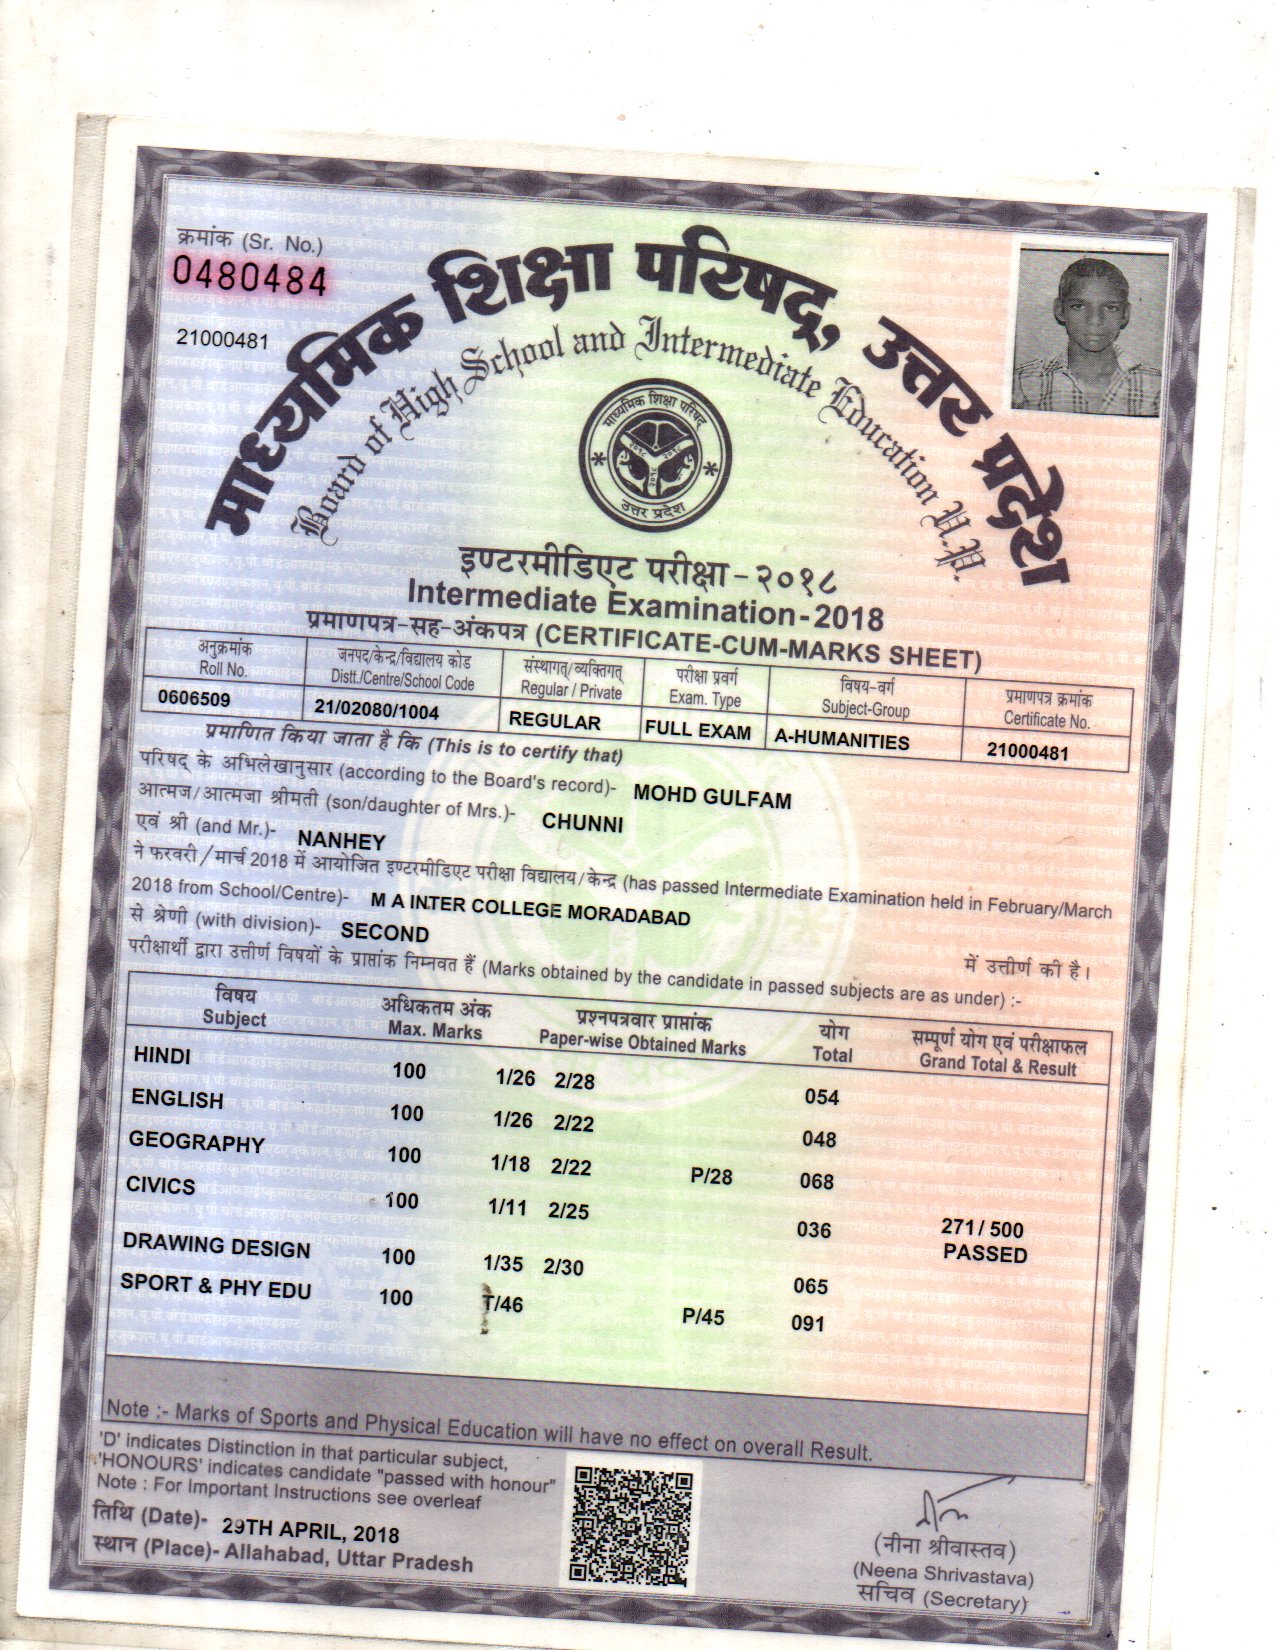 क्रमांक (Sr. No.)
0480484
21000481
माध्यमिक शिक्षा परिषद्, उत्तर प्रदेश
Board of High School and Intermediate Education U.P.
माध्यमिक शिक्षा परिषद्
२०१८ २०१८
२०१८
उत्तर प्रदेश
इण्टरमीडिएट परीक्षा-२०१८
Intermediate Examination-2018
प्रमाणपत्र-सह-अंकपत्र (CERTIFICATE-CUM-MARKS SHEET)
अनुक्रमांक जनपद/केन्द्र/विद्यालय कोड संस्थागत्/व्यक्तिगत् परीक्षा प्रवर्ग विषय-वर्ग प्रमाणपत्र क्रमांक
Roll No. Distt./Centre/School Code Regular / Private Exam. Type Subject-Group Certificate No.
0606509 21/02080/1004 REGULAR FULL EXAM A-HUMANITIES 21000481
प्रमाणित किया जाता है कि (This is to certify that)
परिषद् के अभिलेखानुसार (according to the Board's record)- MOHD GULFAM
आत्मज/आत्मजा श्रीमती (son/daughter of Mrs.)- CHUNNI
एवं श्री (and Mr.)- NANHEY
ने फरवरी/मार्च 2018 में आयोजित इण्टरमीडिएट परीक्षा विद्यालय/केन्द्र (has passed Intermediate Examination held in February/March
2018 from School/Centre)- M A INTER COLLEGE MORADABAD
से श्रेणी (with division)- SECOND में उत्तीर्ण की है।
परीक्षार्थी द्वारा उत्तीर्ण विषयों के प्राप्तांक निम्नवत हैं (Marks obtained by the candidate in passed subjects are as under) :-
विषय अधिकतम अंक प्रश्नपत्रवार प्राप्तांक योग सम्पूर्ण योग एवं परीक्षाफल
Subject Max. Marks Paper-wise Obtained Marks Total Grand Total & Result
HINDI 100 1/26 2/28 054
ENGLISH 100 1/26 2/22 048
GEOGRAPHY 100 1/18 2/22 P/28 068
CIVICS 100 1/11 2/25 036 271/ 500
PASSED
DRAWING DESIGN 100 1/35 2/30 065
SPORT & PHY EDU 100 T/46 P/45 091
Note :- Marks of Sports and Physical Education will have no effect on overall Result.
'D' indicates Distinction in that particular subject,
'HONOURS' indicates candidate "passed with honour"
Note : For Important Instructions see overleaf
तिथि (Date)- 29TH APRIL, 2018
स्थान (Place)- Allahabad, Uttar Pradesh
(नीना श्रीवास्तव)
(Neena Shrivastava)
सचिव (Secretary)